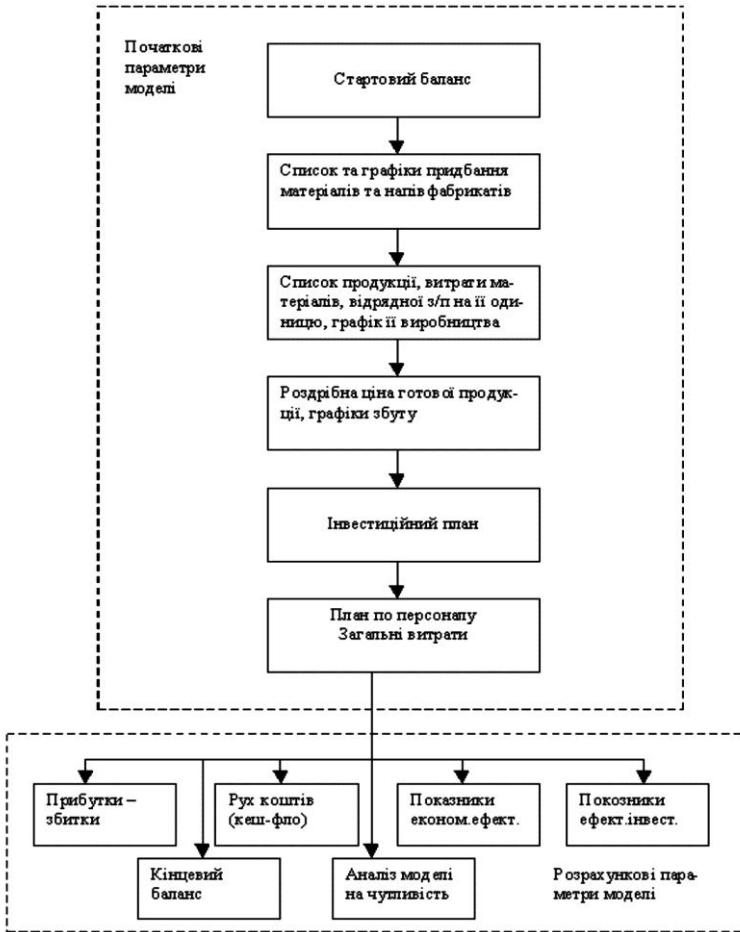 Початкові
параметри
моделі
Стартовий баланс
Список та графіки придбання
матеріалів та напівфабрикатів
Список продукції, витрати ма-
теріалів, відрядної з/п на її оди-
ницю, графік її виробництва
Роздрібна ціна готової продук-
ції, графіки збуту
Інвестиційний план
План по персоналу
Загальні витрати
Прибутки –
збитки
Рух коштів
(кеш-фло)
Показники
економ.ефект.
Покозники
ефект.інвест.
Кінцевий
баланс
Аналіз моделі
на чутливість
Розрахункові пара-
метри моделі